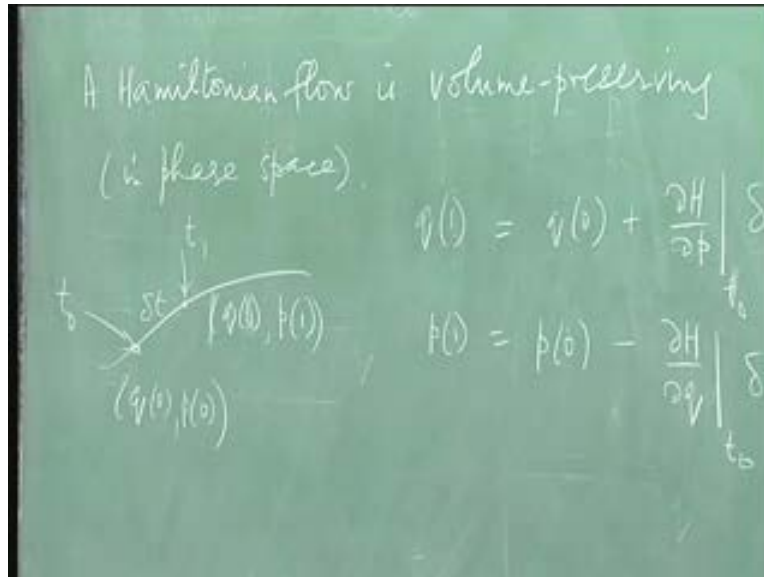 A Hamiltonian flow is volume-preserving
(in phase space).
q(1) = q(0) + ∂H/∂p | t₀ δ
p(1) = p(0) − ∂H/∂q | t₀ δ
t₁
t₀
δt
(q(1), p(1))
(q(0), p(0))